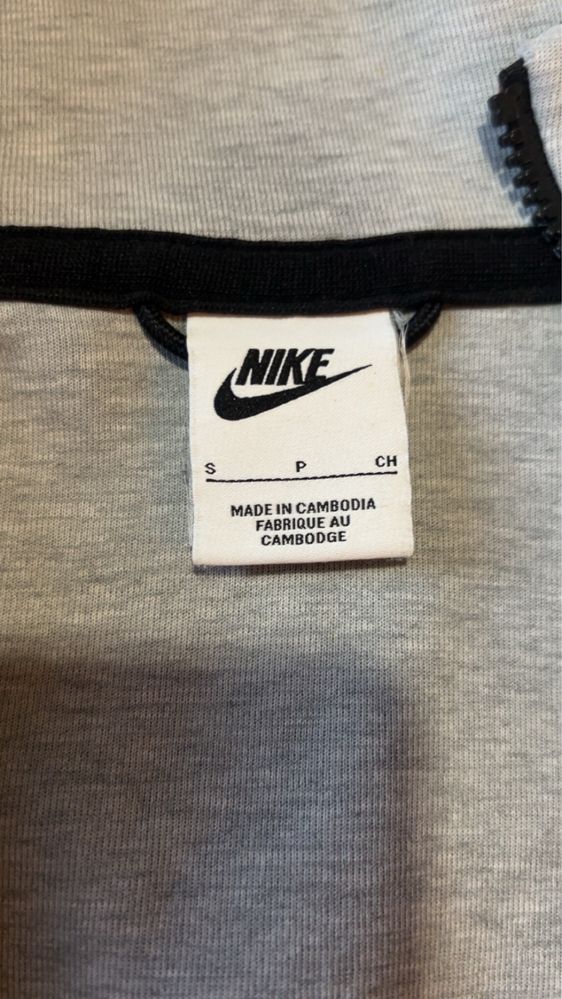 NIKE
S P CH
MADE IN CAMBODIA
FABRIQUE AU
CAMBODGE